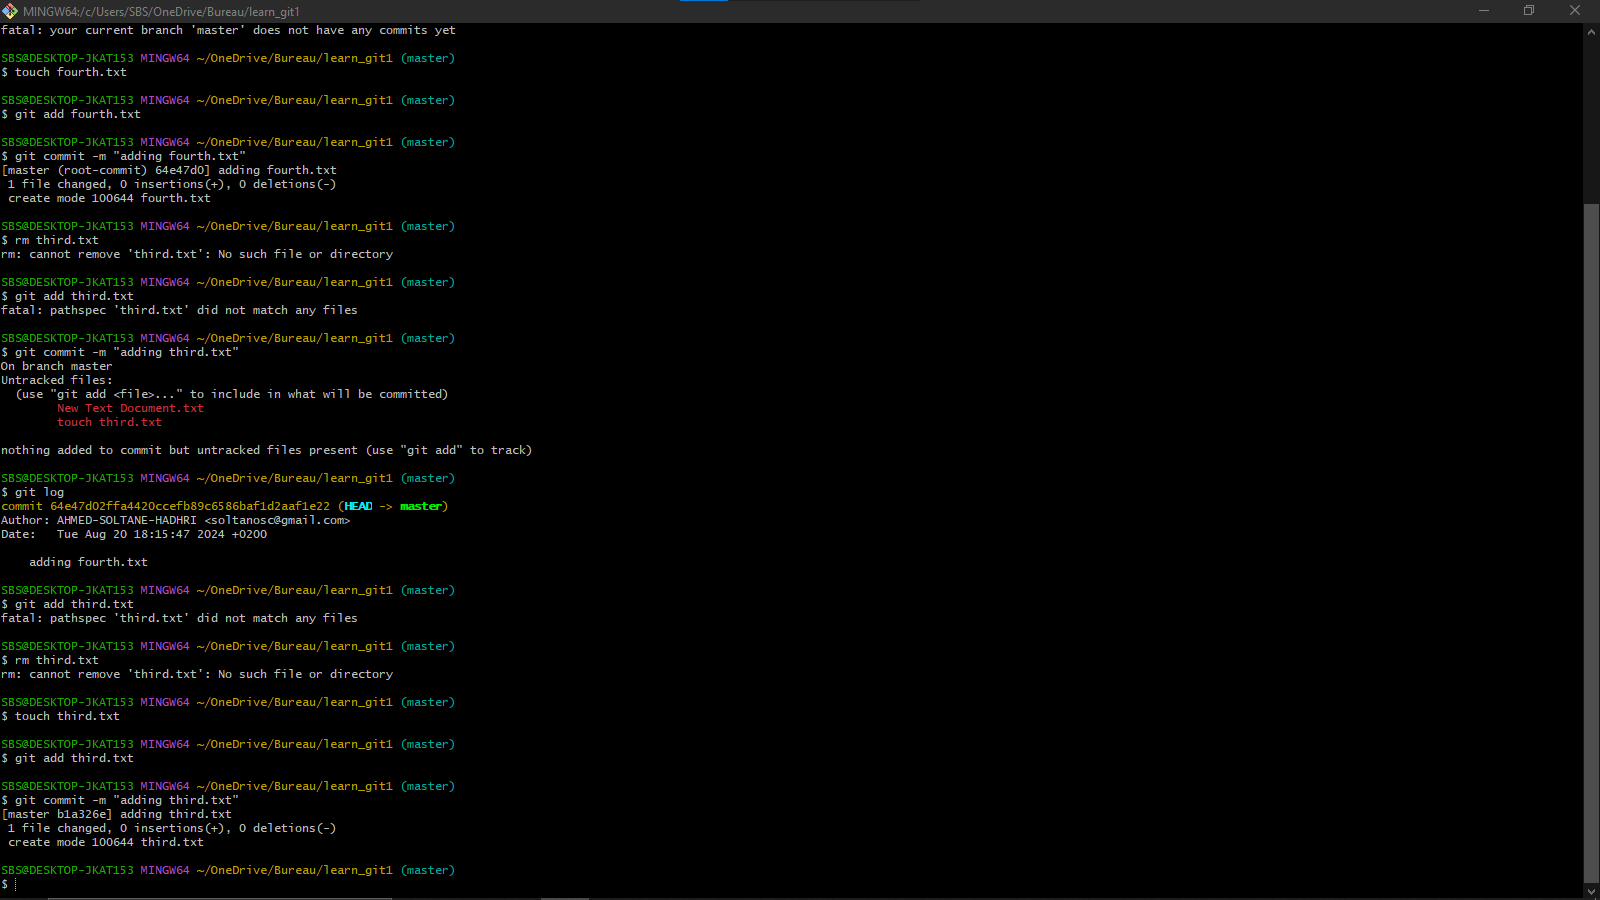 MINGW64:/c/Users/SBS/OneDrive/Bureau/learn_git1
fatal: your current branch 'master' does not have any commits yet
SBS@DESKTOP-JKAT153 MINGW64 ~/OneDrive/Bureau/learn_git1 (master)
$ touch fourth.txt
SBS@DESKTOP-JKAT153 MINGW64 ~/OneDrive/Bureau/learn_git1 (master)
$ git add fourth.txt
SBS@DESKTOP-JKAT153 MINGW64 ~/OneDrive/Bureau/learn_git1 (master)
$ git commit -m "adding fourth.txt"
[master (root-commit) 64e47d0] adding fourth.txt
 1 file changed, 0 insertions(+), 0 deletions(-)
 create mode 100644 fourth.txt
SBS@DESKTOP-JKAT153 MINGW64 ~/OneDrive/Bureau/learn_git1 (master)
$ rm third.txt
rm: cannot remove 'third.txt': No such file or directory
SBS@DESKTOP-JKAT153 MINGW64 ~/OneDrive/Bureau/learn_git1 (master)
$ git add third.txt
fatal: pathspec 'third.txt' did not match any files
SBS@DESKTOP-JKAT153 MINGW64 ~/OneDrive/Bureau/learn_git1 (master)
$ git commit -m "adding third.txt"
On branch master
Untracked files:
  (use "git add <file>..." to include in what will be committed)
        New Text Document.txt
        touch third.txt
nothing added to commit but untracked files present (use "git add" to track)
SBS@DESKTOP-JKAT153 MINGW64 ~/OneDrive/Bureau/learn_git1 (master)
$ git log
commit 64e47d02ffa4420ccefb89c6586baf1d2aaf1e22 (HEAD -> master)
Author: AHMED-SOLTANE-HADHRI <soltanosc@gmail.com>
Date:   Tue Aug 20 18:15:47 2024 +0200
    adding fourth.txt
SBS@DESKTOP-JKAT153 MINGW64 ~/OneDrive/Bureau/learn_git1 (master)
$ git add third.txt
fatal: pathspec 'third.txt' did not match any files
SBS@DESKTOP-JKAT153 MINGW64 ~/OneDrive/Bureau/learn_git1 (master)
$ rm third.txt
rm: cannot remove 'third.txt': No such file or directory
SBS@DESKTOP-JKAT153 MINGW64 ~/OneDrive/Bureau/learn_git1 (master)
$ touch third.txt
SBS@DESKTOP-JKAT153 MINGW64 ~/OneDrive/Bureau/learn_git1 (master)
$ git add third.txt
SBS@DESKTOP-JKAT153 MINGW64 ~/OneDrive/Bureau/learn_git1 (master)
$ git commit -m "adding third.txt"
[master b1a326e] adding third.txt
 1 file changed, 0 insertions(+), 0 deletions(-)
 create mode 100644 third.txt
SBS@DESKTOP-JKAT153 MINGW64 ~/OneDrive/Bureau/learn_git1 (master)
$